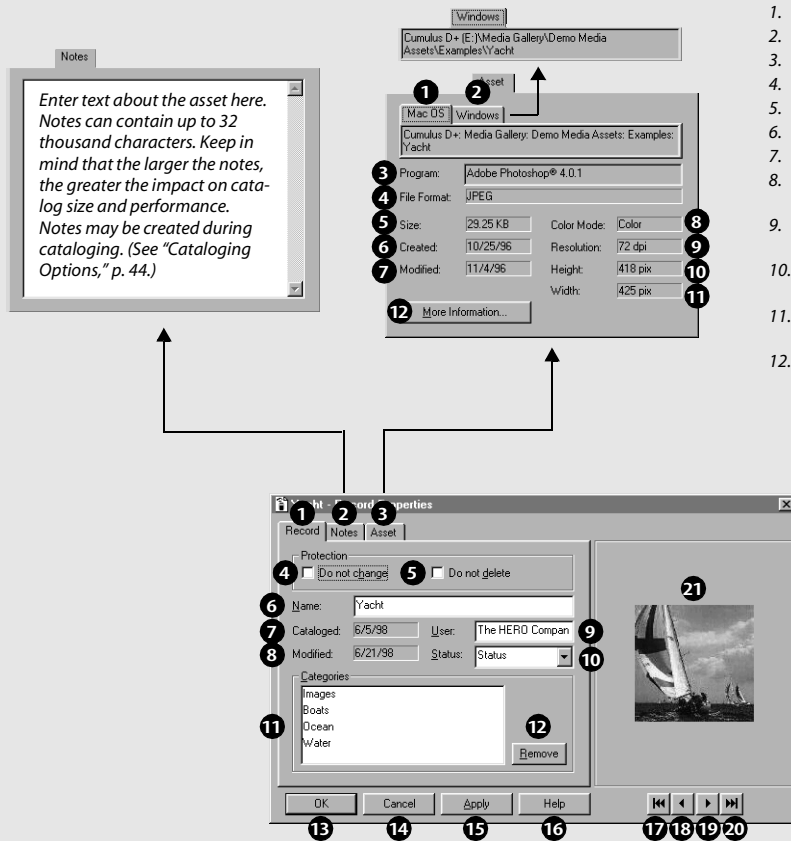 Windows
Cumulus D+ (E:)\Media Gallery\Demo Media
Assets\Examples\Yacht
Notes
Enter text about the asset here.
Notes can contain up to 32
thousand characters. Keep in
mind that the larger the notes,
the greater the impact on cata-
log size and performance.
Notes may be created during
cataloging. (See “Cataloging
Options,” p. 44.)
Asset
1 2
Mac OS Windows
Cumulus D+: Media Gallery: Demo Media Assets: Examples:
Yacht
3 Program: Adobe Photoshop® 4.0.1
4 File Format: JPEG
5 Size: 29.25 KB Color Mode: Color 8
6 Created: 10/25/96 Resolution: 72 dpi 9
7 Modified: 11/4/96 Height: 418 pix 10
Width: 425 pix 11
12 More Information...
1.
2.
3.
4.
5.
6.
7.
8.
9.
10.
11.
12.
Yacht - Record Properties
1 2 3
Record Notes Asset
Protection
4 Do not change 5 Do not delete
6 Name: Yacht
7 Cataloged: 6/5/98 User: The HERO Compan 9
8 Modified: 6/21/98 Status: Status 10
Categories
11
Images
Boats
Ocean
Water
12
Remove
21
OK Cancel Apply Help
13 14 15 16 17 18 19 20